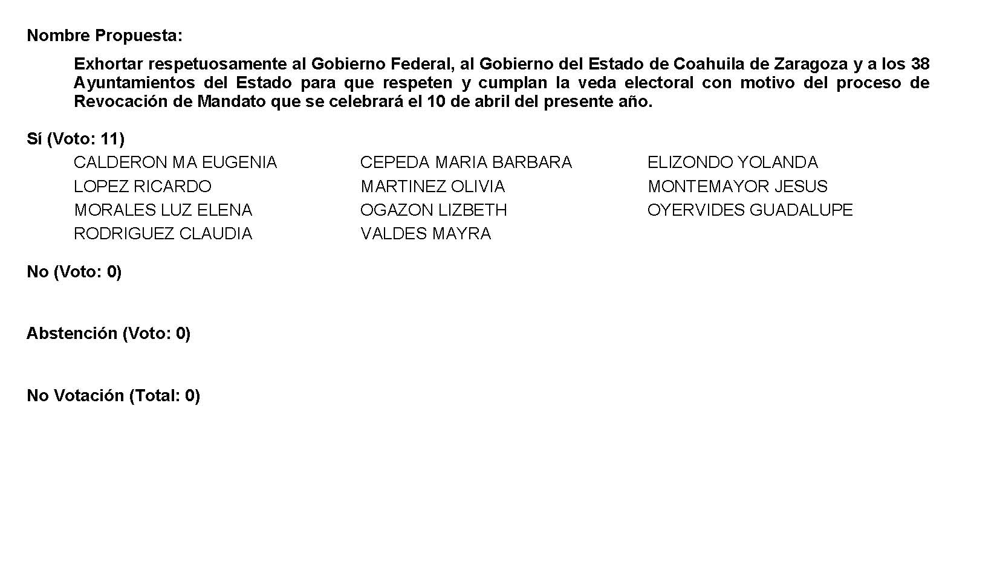 Nombre Propuesta:
Exhortar respetuosamente al Gobierno Federal, al Gobierno del Estado de Coahuila de Zaragoza y a los 38
Ayuntamientos del Estado para que respeten y cumplan la veda electoral con motivo del proceso de
Revocación de Mandato que se celebrará el 10 de abril del presente año.
Sí (Voto: 11)
CALDERON MA EUGENIA CEPEDA MARIA BARBARA ELIZONDO YOLANDA
LOPEZ RICARDO MARTINEZ OLIVIA MONTEMAYOR JESUS
MORALES LUZ ELENA OGAZON LIZBETH OYERVIDES GUADALUPE
RODRIGUEZ CLAUDIA VALDES MAYRA
No (Voto: 0)
Abstención (Voto: 0)
No Votación (Total: 0)